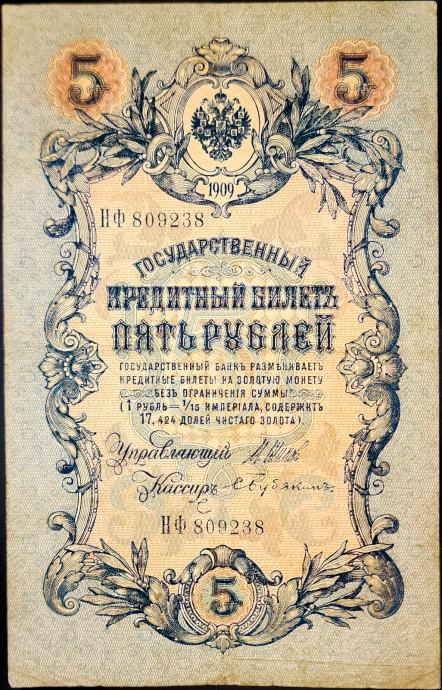 5 5
1909
НФ 809238
ГОСУДАРСТВЕННЫЙ
КРЕДИТНЫЙ БИЛЕТЪ
ПЯТЬ РУБЛЕЙ
ГОСУДАРСТВЕННЫЙ БАНКЪ РАЗМѢНИВАЕТЪ
КРЕДИТНЫЕ БИЛЕТЫ НА ЗОЛОТУЮ МОНЕТУ
БЕЗЪ ОГРАНИЧЕНІЯ СУММЫ
(1 РУБЛЬ = 1/15 ИМПЕРІАЛА, СОДЕРЖИТЪ
17,424 ДОЛЕЙ ЧИСТАГО ЗОЛОТА).
Управляющій
Кассиръ
НФ 809238
5